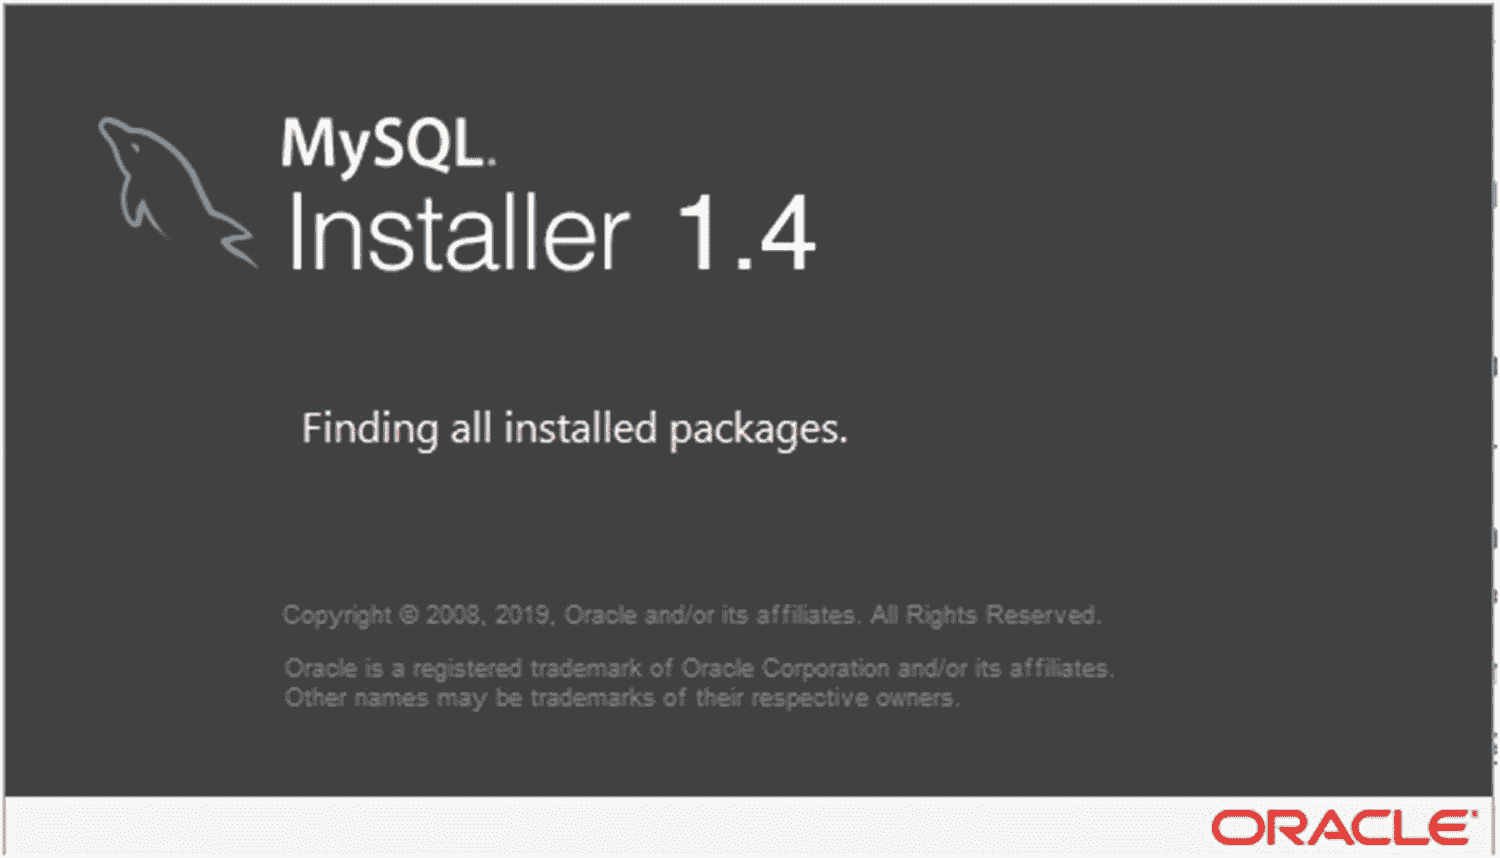 MySQL.
Installer 1.4
Finding all installed packages.
Copyright © 2008, 2019, Oracle and/or its affiliates. All Rights Reserved.
Oracle is a registered trademark of Oracle Corporation and/or its affiliates.
Other names may be trademarks of their respective owners.
ORACLE